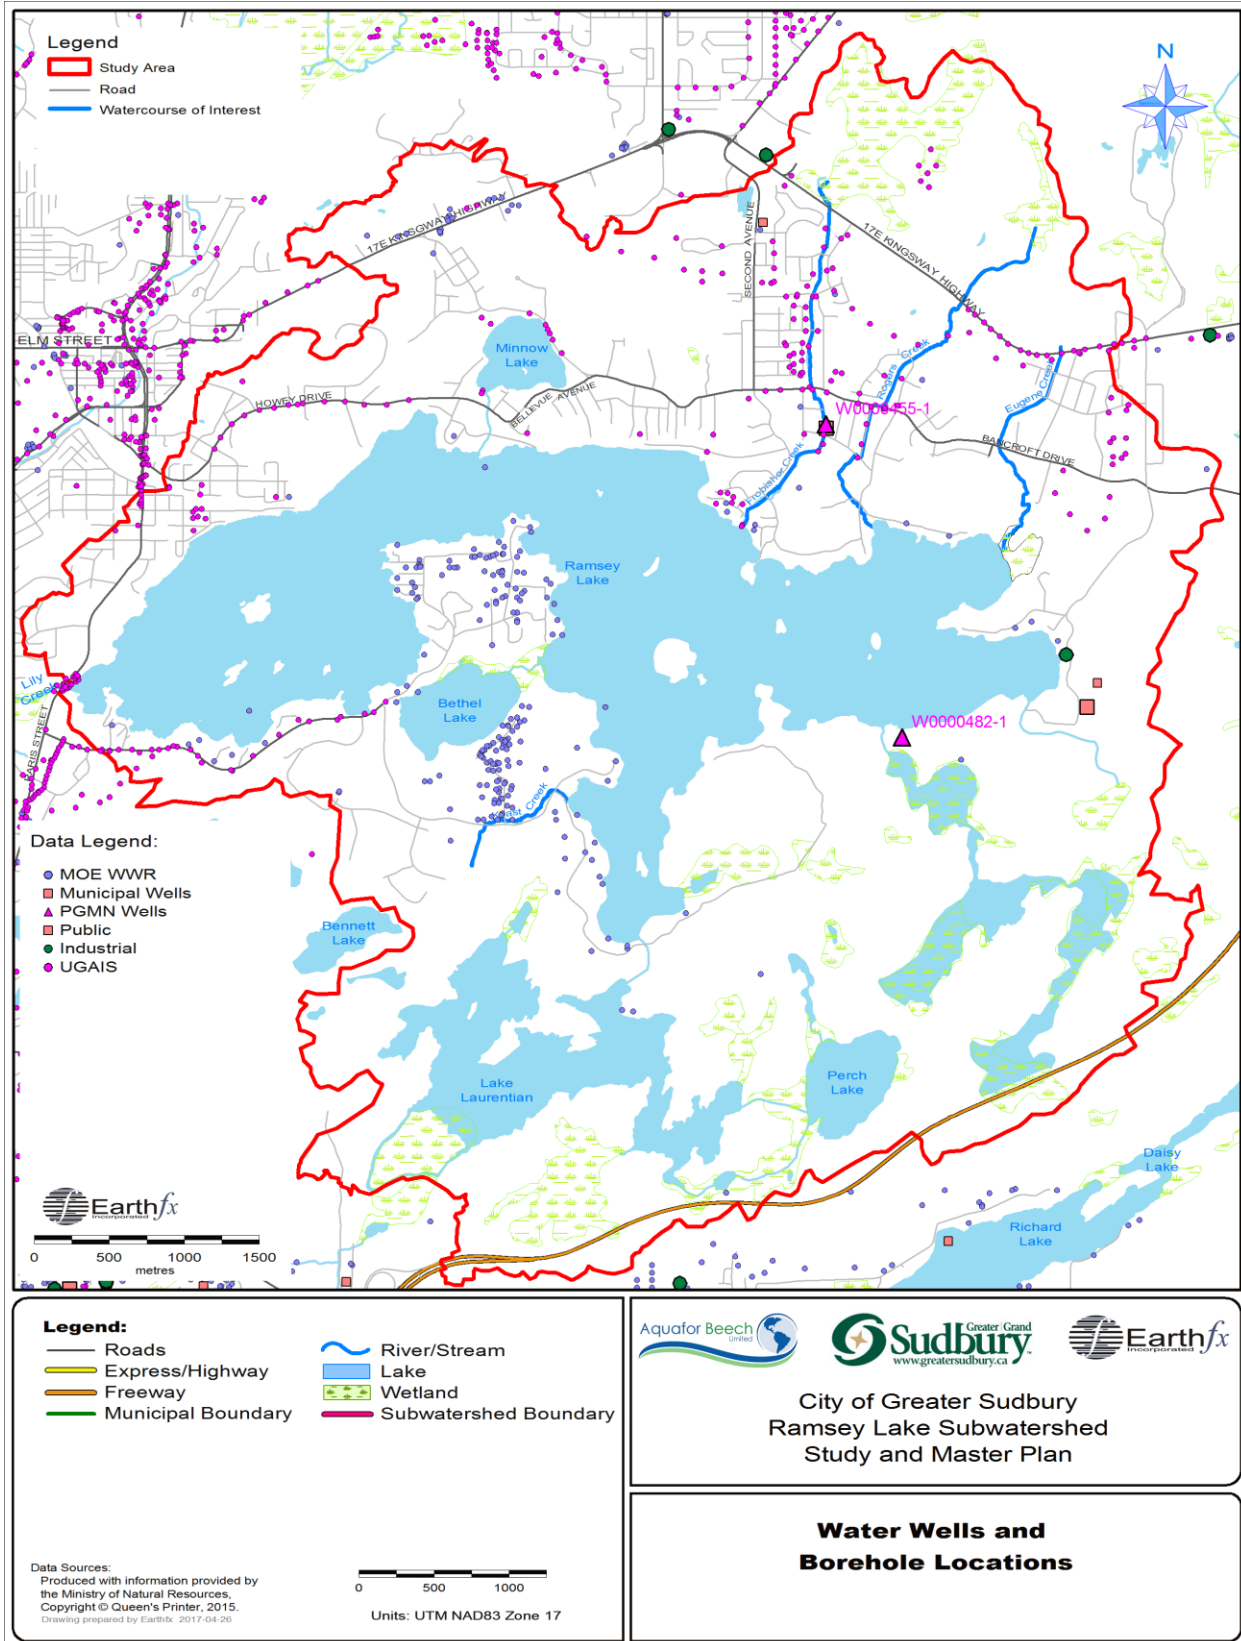 Legend
Study Area
Road
Watercourse of Interest
N
17E KINGSWAY HIGHWAY
SECOND AVENUE
17E KINGSWAY HIGHWAY
ELM STREET
Minnow
Lake
HOWEY DRIVE
BELLEVUE AVENUE
Rogers Creek
Eugene Creek
W0000455-1
BANCROFT DRIVE
Frobisher Creek
Ramsey
Lake
Lily
Creek
Bethel
Lake
PARIS STREET
W0000482-1
East Creek
Data Legend:
MOE WWR
Municipal Wells
PGMN Wells
Public
Industrial
UGAIS
Bennett
Lake
Lake
Laurentian
Perch
Lake
Daisy
Lake
Richard
Lake
Earthfx
Incorporated
0 500 1000 1500
metres
Legend:
Roads
Express/Highway
Freeway
Municipal Boundary
River/Stream
Lake
Wetland
Subwatershed Boundary
Data Sources:
Produced with information provided by
the Ministry of Natural Resources,
Copyright © Queen's Printer, 2015.
Drawing prepared by Earthfx 2017-04-26
0 500 1000
Units: UTM NAD83 Zone 17
Aquafor Beech
Limited
Greater | Grand
Sudbury
www.greatersudbury.ca
Earthfx
Incorporated
City of Greater Sudbury
Ramsey Lake Subwatershed
Study and Master Plan
Water Wells and
Borehole Locations